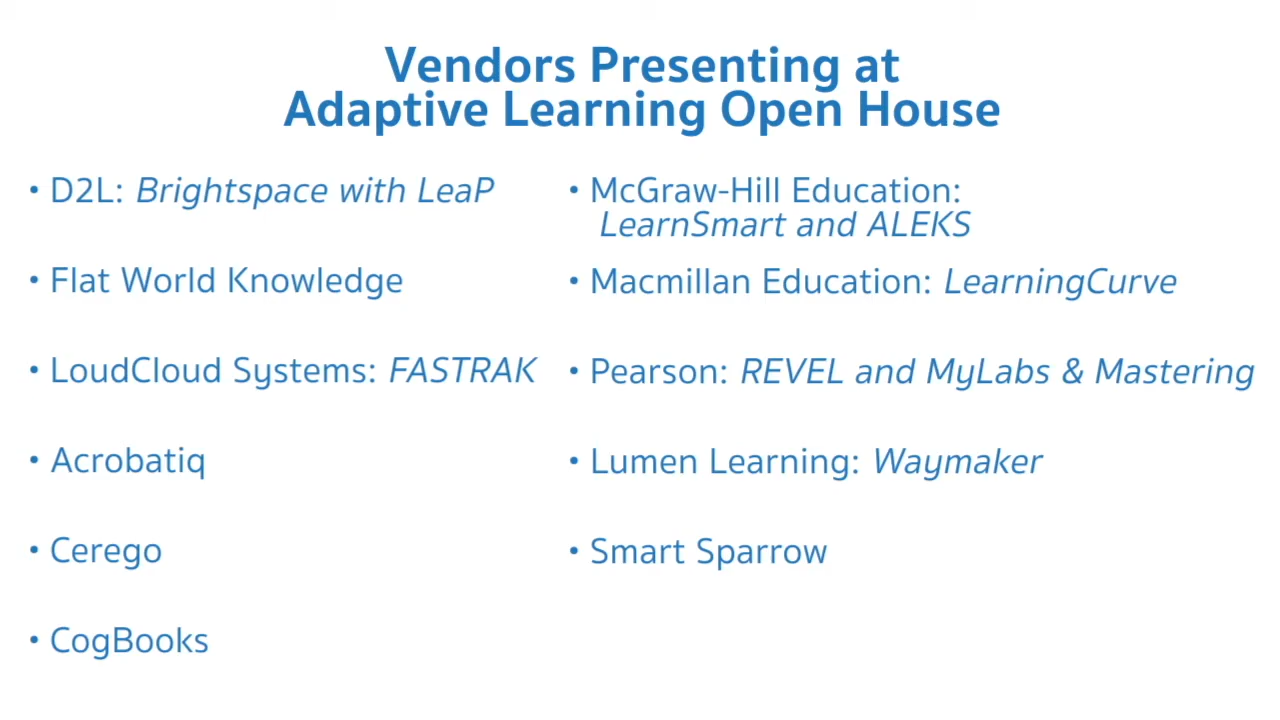 Vendors Presenting at
Adaptive Learning Open House
• D2L: Brightspace with LeaP
• Flat World Knowledge
• LoudCloud Systems: FASTRAK
• Acrobatiq
• Cerego
• CogBooks
• McGraw-Hill Education:
LearnSmart and ALEKS
• Macmillan Education: LearningCurve
• Pearson: REVEL and MyLabs & Mastering
• Lumen Learning: Waymaker
• Smart Sparrow